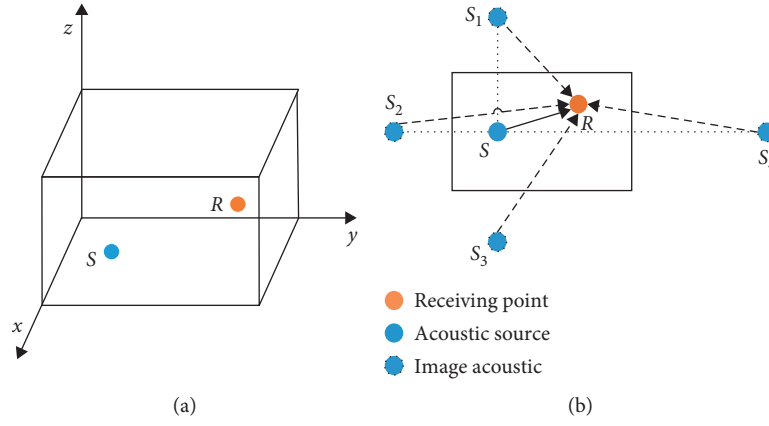 z
R
S
y
x
(a)
S1
S2
S
R
S
S3
Receiving point
Acoustic source
Image acoustic
(b)